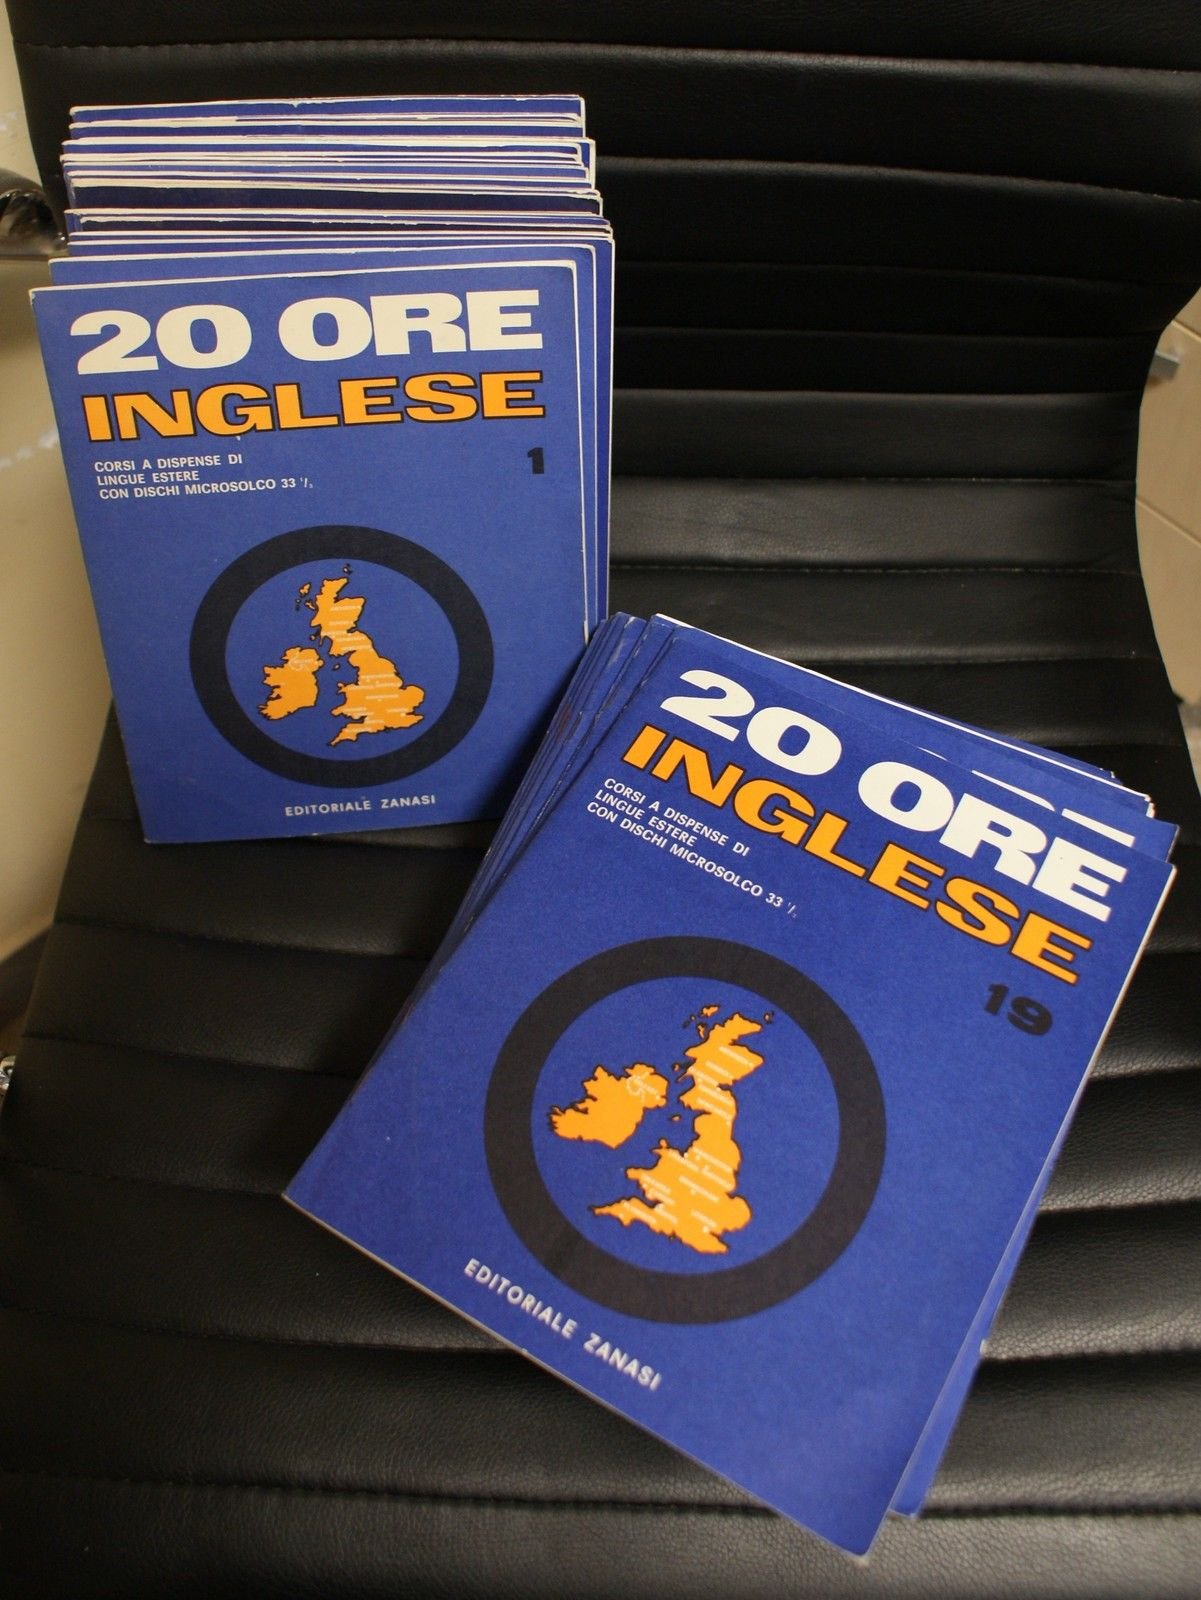 20 ORE
INGLESE
1
CORSI A DISPENSE DI
LINGUE ESTERE
CON DISCHI MICROSOLCO 33 1/3
EDITORIALE ZANASI
20 ORE
INGLESE
19
CORSI A DISPENSE DI
LINGUE ESTERE
CON DISCHI MICROSOLCO 33 1/3
EDITORIALE ZANASI